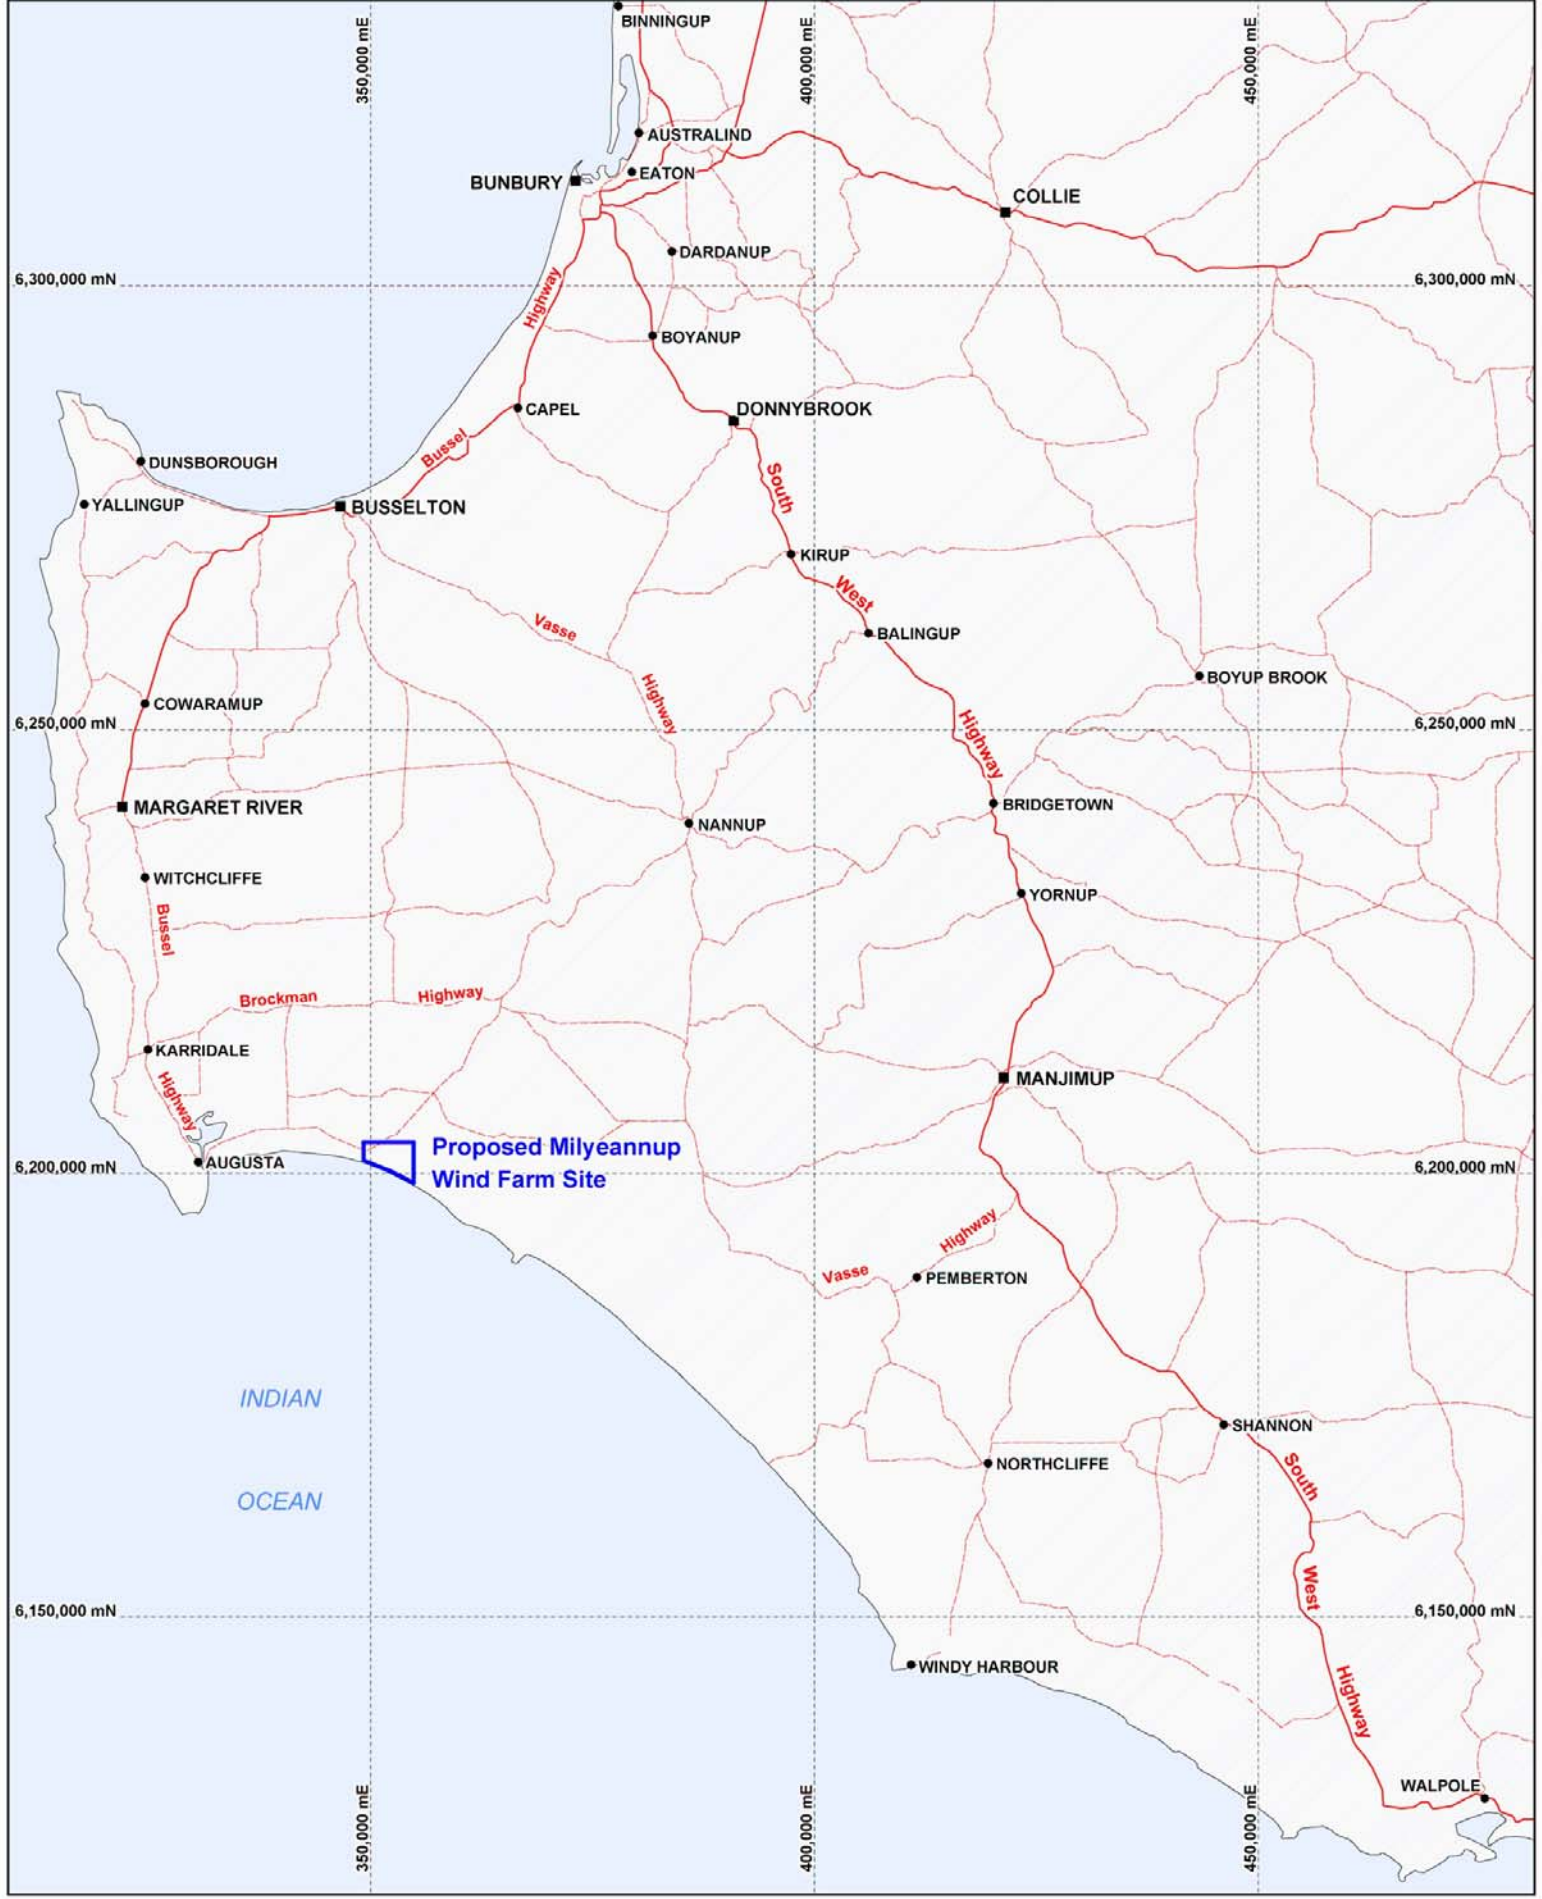 BINNINGUP
350,000 mE
400,000 mE
450,000 mE
AUSTRALIND
EATON
BUNBURY
COLLIE
DARDANUP
6,300,000 mN
6,300,000 mN
Highway
BOYANUP
CAPEL
DONNYBROOK
Bussel
DUNSBOROUGH
South
YALLINGUP
BUSSELTON
KIRUP
West
Vasse
BALINGUP
BOYUP BROOK
Highway
COWARAMUP
6,250,000 mN
6,250,000 mN
Highway
MARGARET RIVER
BRIDGETOWN
NANNUP
WITCHCLIFFE
YORNUP
Bussel
Brockman
Highway
KARRIDALE
MANJIMUP
Highway
Proposed Milyeannup
Wind Farm Site
AUGUSTA
6,200,000 mN
6,200,000 mN
Highway
Vasse
PEMBERTON
INDIAN
SHANNON
NORTHCLIFFE
South
OCEAN
West
6,150,000 mN
6,150,000 mN
WINDY HARBOUR
Highway
WALPOLE
350,000 mE
400,000 mE
450,000 mE